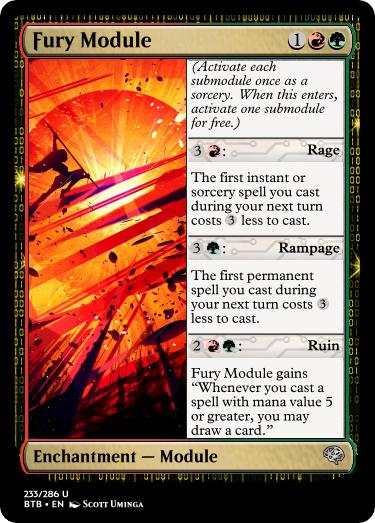 Fury Module 1
(Activate each
submodule once as a
sorcery. When this enters,
activate one submodule
for free.)
3 : Rage
The first instant or
sorcery spell you cast
during your next turn
costs 3 less to cast.
3 : Rampage
The first permanent
spell you cast during
your next turn costs 3
less to cast.
2 : Ruin
Fury Module gains
“Whenever you cast a
spell with mana value 5
or greater, you may
draw a card.”
Enchantment — Module
233/286 U
BTB • EN Scott Uminga